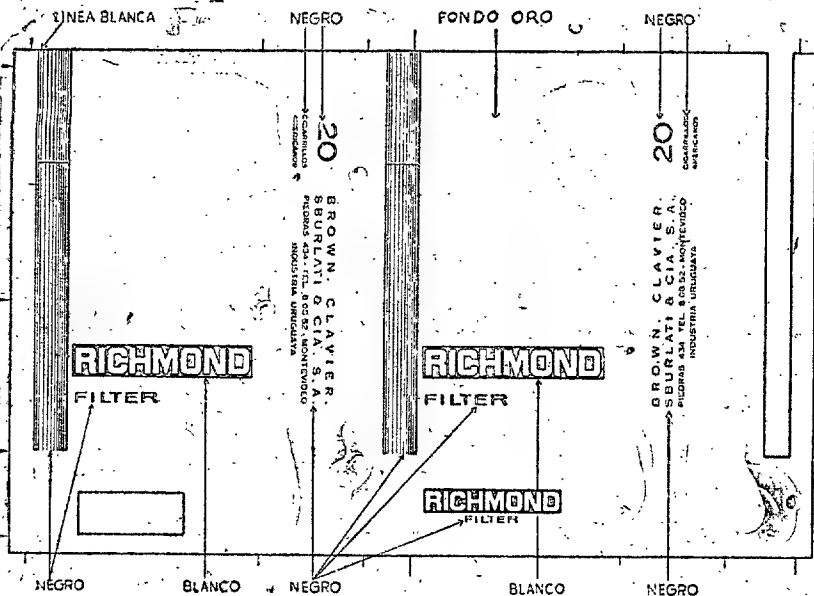 LINEA BLANCA
NEGRO
FONDO ORO
NEGRO
20
CIGARRILLOS
AMERICANOS
BROWN, CLAVIER,
SBURLATI & CIA. S.A.
PIEDRAS 434 - TEL. 8 05 52 - MONTEVIDEO
INDUSTRIA URUGUAYA
20
CIGARRILLOS
AMERICANOS
BROWN, CLAVIER,
SBURLATI & CIA. S.A.,
PIEDRAS 434 TEL. 8 05 52 - MONTEVIDEO
INDUSTRIA URUGUAYA
RICHMOND
FILTER
RICHMOND
FILTER
RICHMOND
FILTER
NEGRO
BLANCO
NEGRO
BLANCO
NEGRO